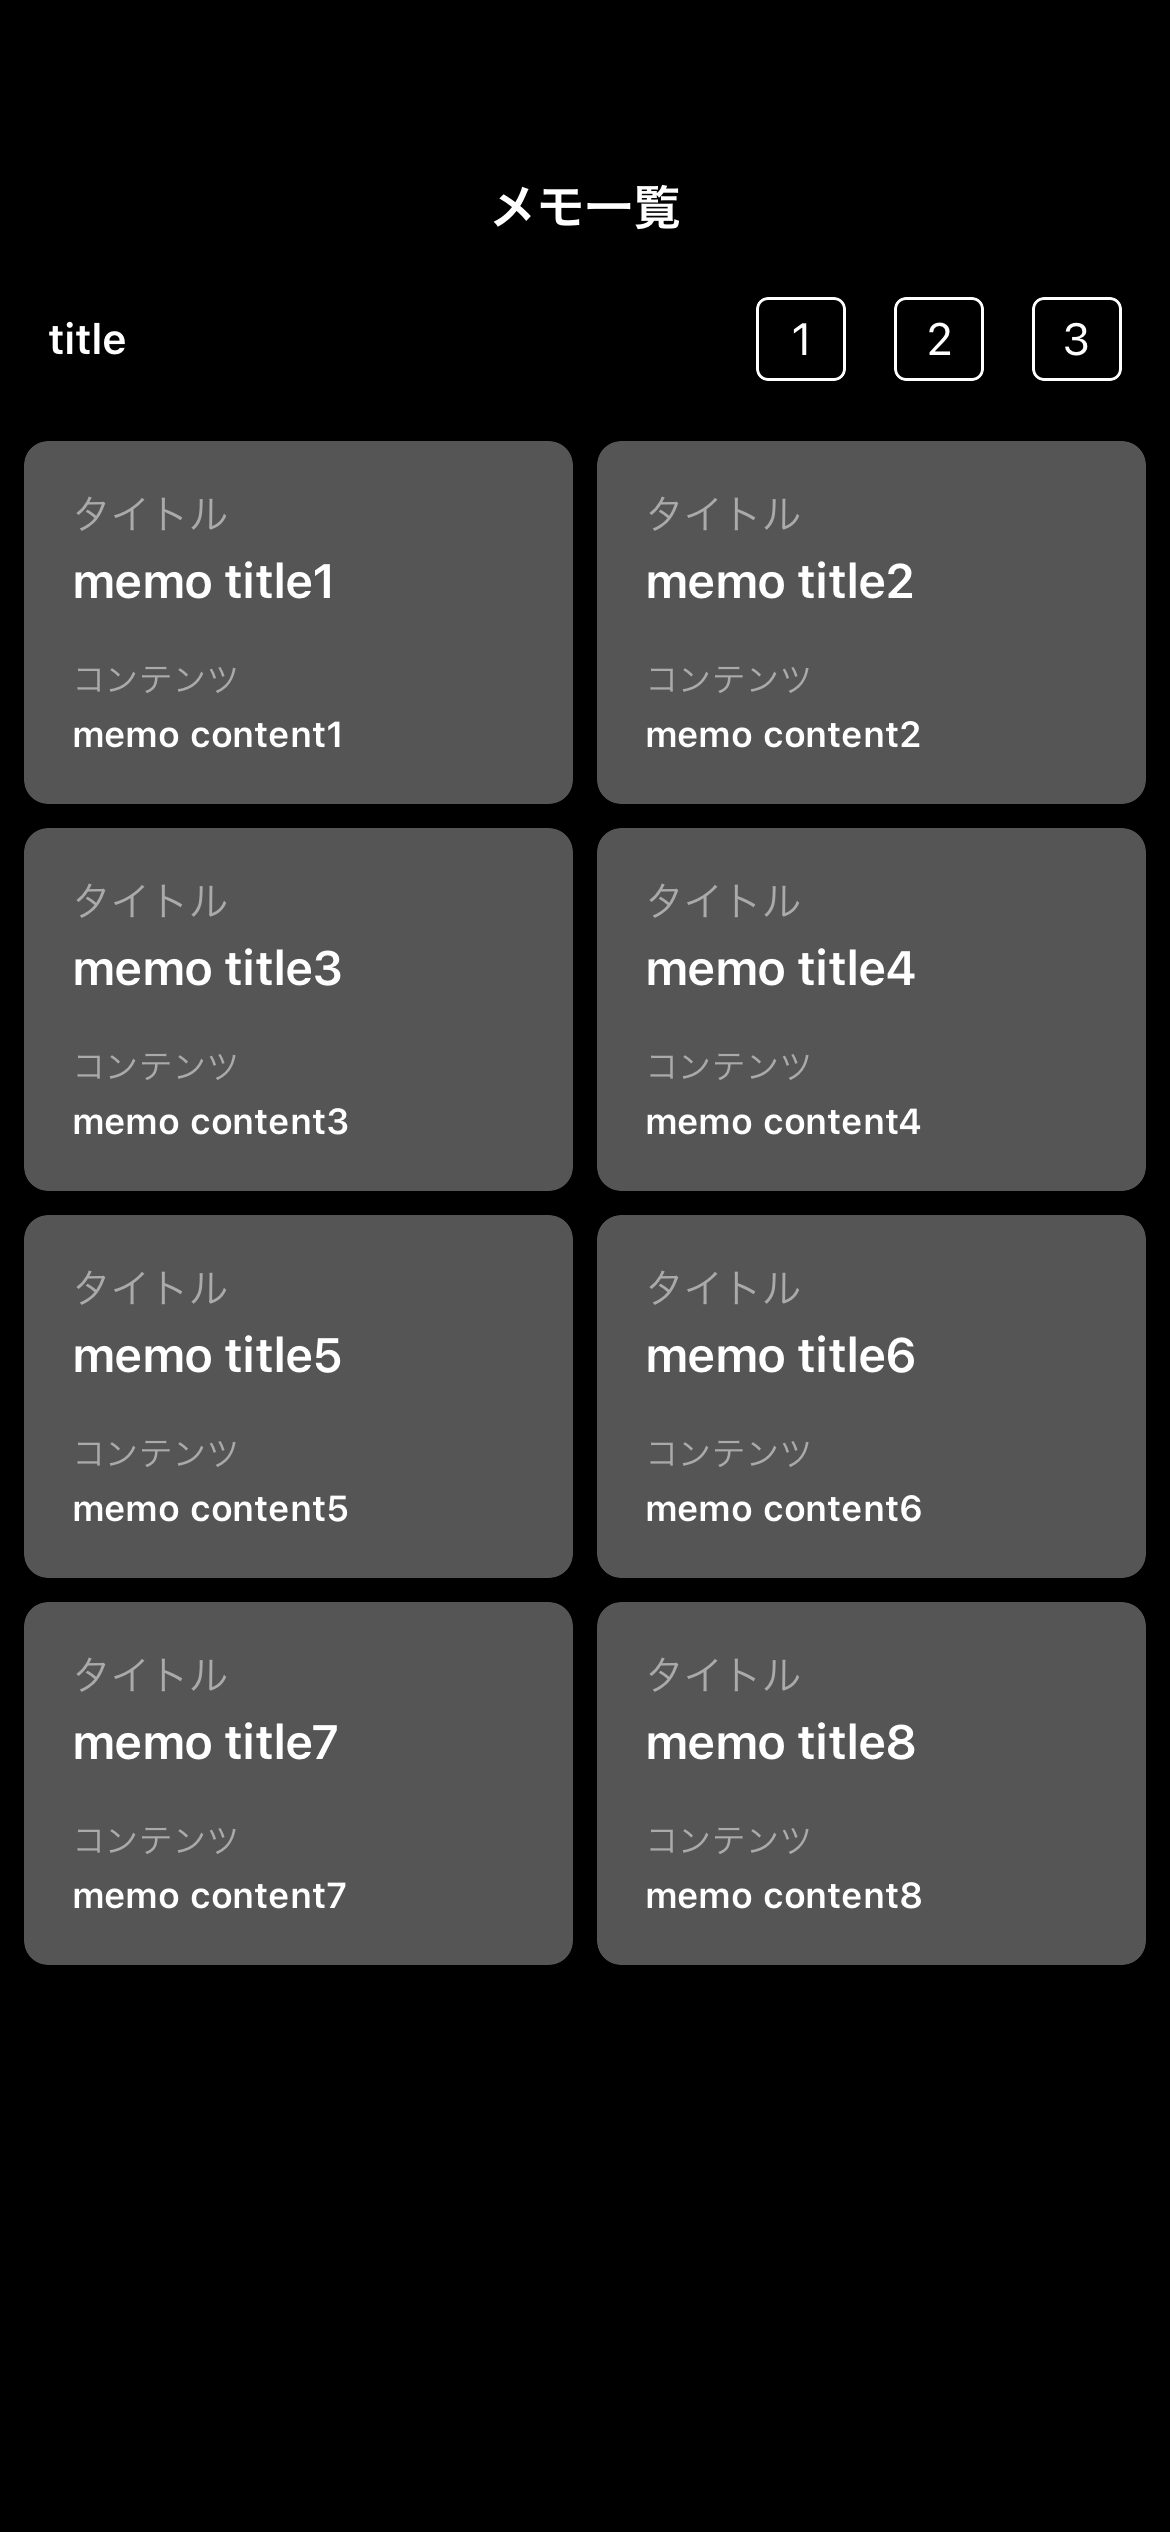 メモ一覧
title 1 2 3
タイトル
memo title1
コンテンツ
memo content1
タイトル
memo title2
コンテンツ
memo content2
タイトル
memo title3
コンテンツ
memo content3
タイトル
memo title4
コンテンツ
memo content4
タイトル
memo title5
コンテンツ
memo content5
タイトル
memo title6
コンテンツ
memo content6
タイトル
memo title7
コンテンツ
memo content7
タイトル
memo title8
コンテンツ
memo content8